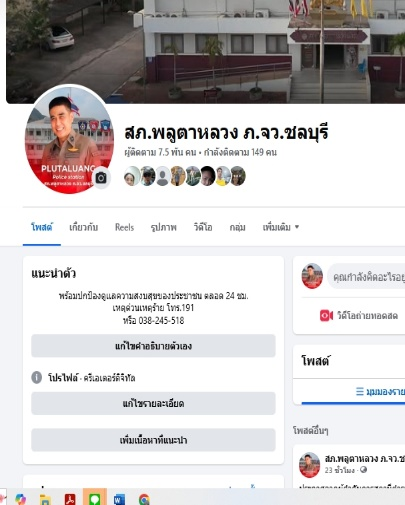 สภ.พลูตาหลวง ภ.จว.ชลบุรี
ผู้ติดตาม 7.5 พัน คน • กำลังติดตาม 149 คน
PLUTALUANG
Police station
โพสต์ เกี่ยวกับ Reels รูปภาพ วิดีโอ กลุ่ม เพิ่มเติม
แนะนำตัว
พร้อมปกป้องดูแลความสงบสุขของประชาชน ตลอด 24 ชม.
เหตุด่วนเหตุร้าย โทร.191
หรือ 038-245-518
แก้ไขคำอธิบายตัวเอง
โปรไฟล์ · ครีเอเตอร์ดิจิทัล
แก้ไขรายละเอียด
เพิ่มเนื้อหาที่แนะนำ
คุณกำลังคิดอะไรอยู่
วิดีโอถ่ายทอดสด
โพสต์
มุมมองราย
โพสต์อื่นๆ
สภ.พลูตาหลวง ภ.จว.ช
23 ชั่วโมง ·